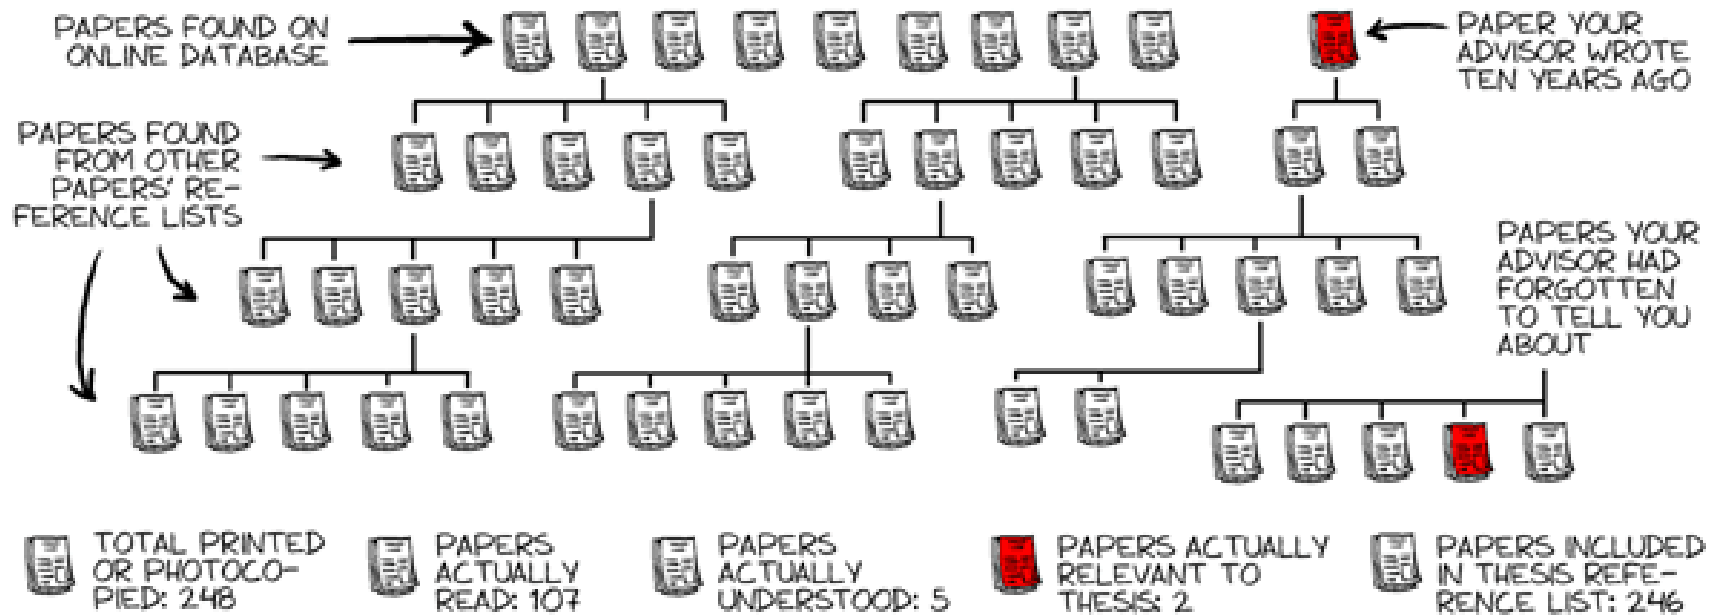 PAPERS FOUND ON
ONLINE DATABASE
PAPER YOUR
ADVISOR WROTE
TEN YEARS AGO
PAPERS FOUND
FROM OTHER
PAPERS' RE-
FERENCE LISTS
PAPERS YOUR
ADVISOR HAD
FORGOTTEN
TO TELL YOU
ABOUT
TOTAL PRINTED
OR PHOTOCO-
PIED: 248
PAPERS
ACTUALLY
READ: 107
PAPERS
ACTUALLY
UNDERSTOOD: 5
PAPERS ACTUALLY
RELEVANT TO
THESIS: 2
PAPERS INCLUDED
IN THESIS REFE-
RENCE LIST: 246